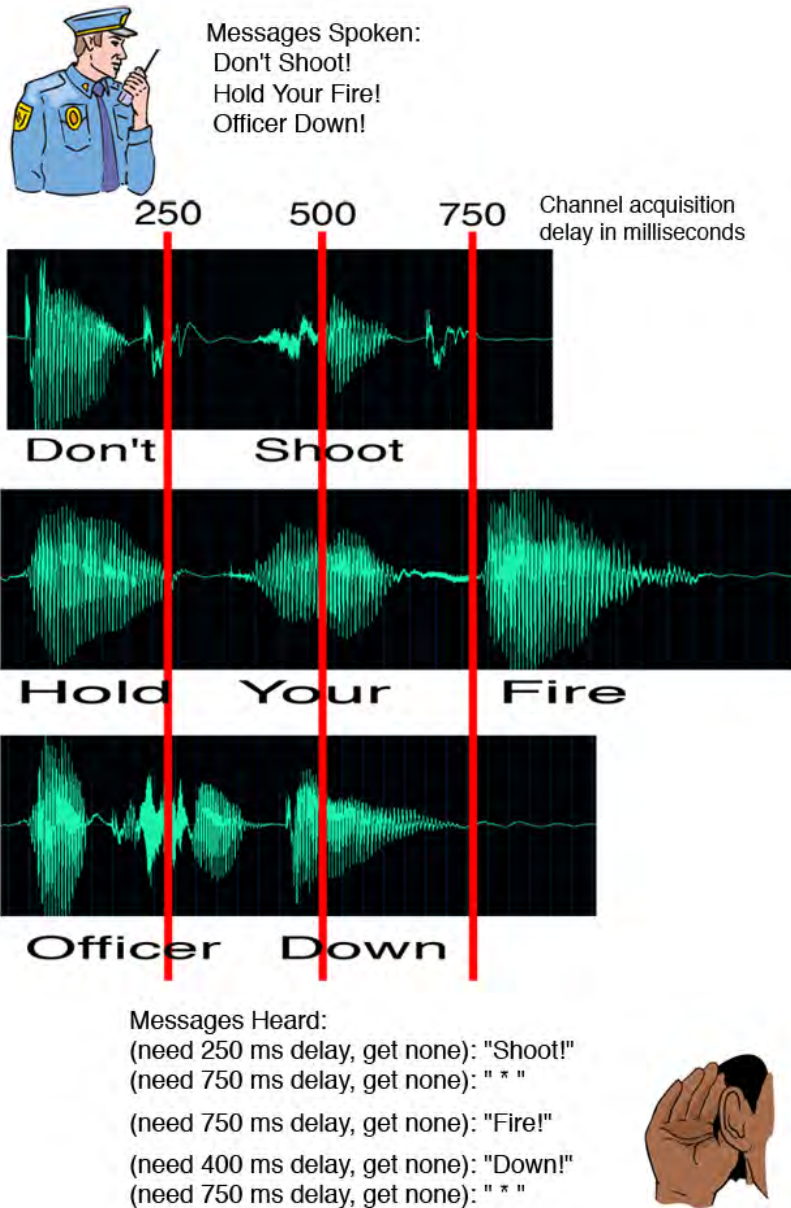 Messages Spoken:
Don't Shoot!
Hold Your Fire!
Officer Down!
250 500 750 Channel acquisition
delay in milliseconds
Don't Shoot
Hold Your Fire
Officer Down
Messages Heard:
(need 250 ms delay, get none): "Shoot!"
(need 750 ms delay, get none): " * "
(need 750 ms delay, get none): "Fire!"
(need 400 ms delay, get none): "Down!"
(need 750 ms delay, get none): " * "